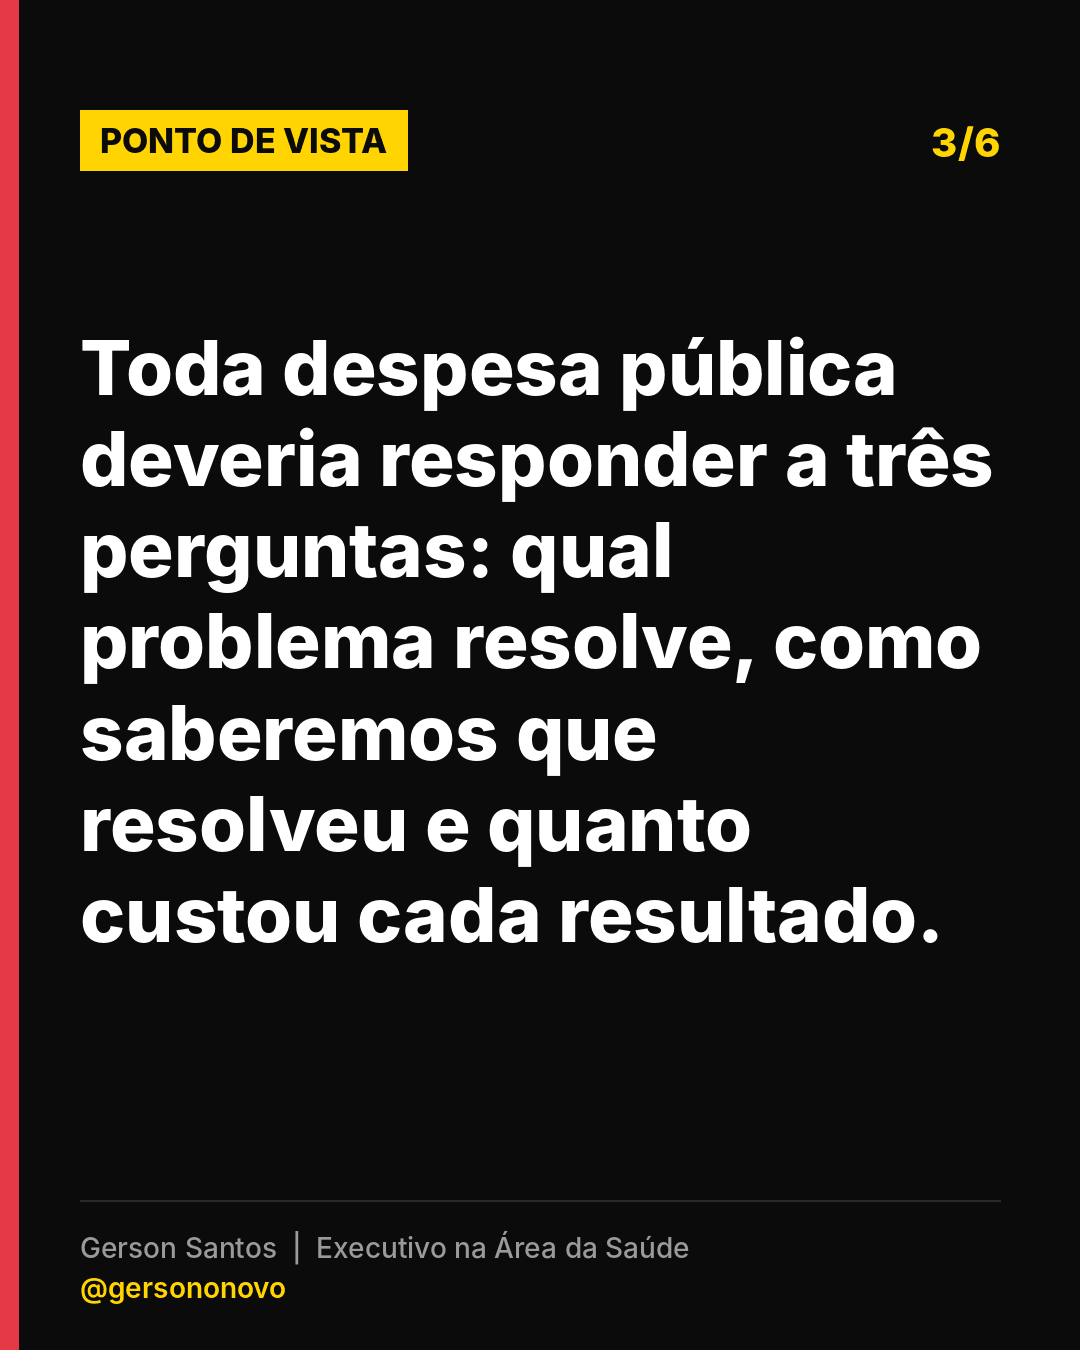 PONTO DE VISTA
3/6
Toda despesa pública
deveria responder a três
perguntas: qual
problema resolve, como
saberemos que
resolveu e quanto
custou cada resultado.
Gerson Santos | Executivo na Área da Saúde
@gersononovo